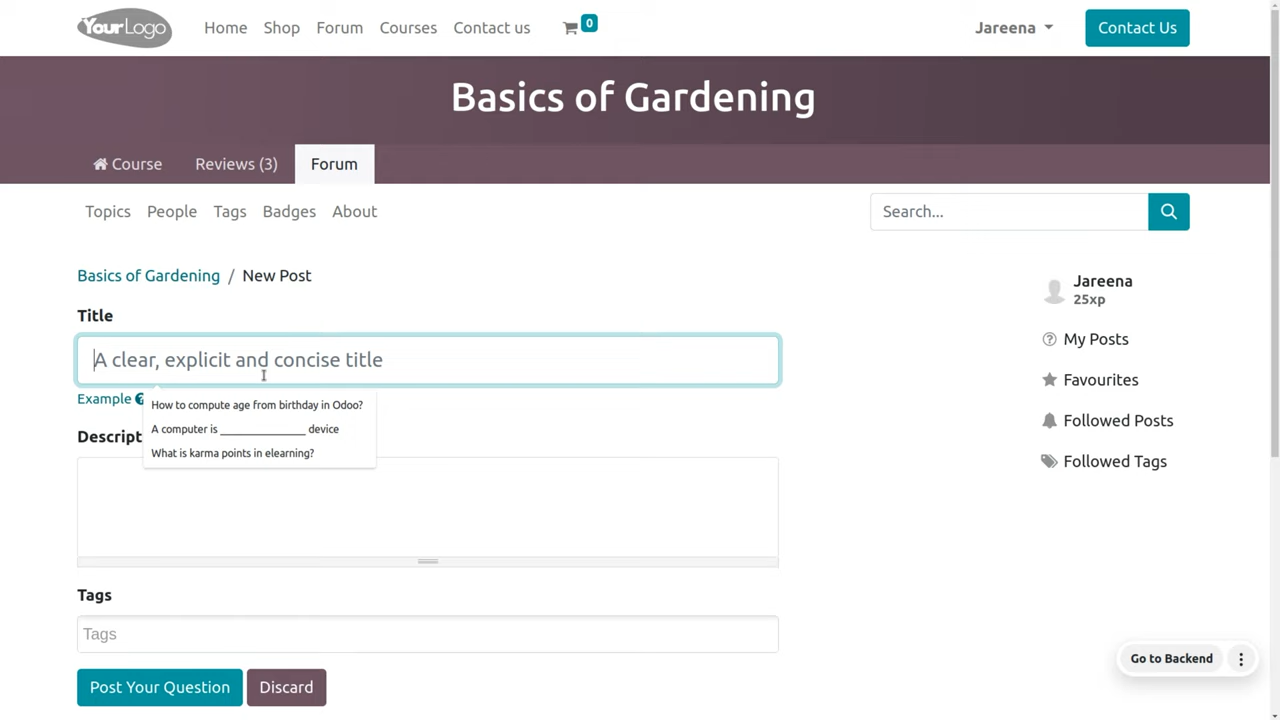 YourLogo Home Shop Forum Courses Contact us 0 Jareena Contact Us
Basics of Gardening
Course Reviews (3) Forum
Topics People Tags Badges About Search...
Basics of Gardening / New Post
Jareena
25xp
My Posts
Favourites
Followed Posts
Followed Tags
Title
A clear, explicit and concise title
Example
How to compute age from birthday in Odoo?
A computer is ________________ device
What is karma points in elearning?
Descript
Tags
Tags
Post Your Question Discard
Go to Backend